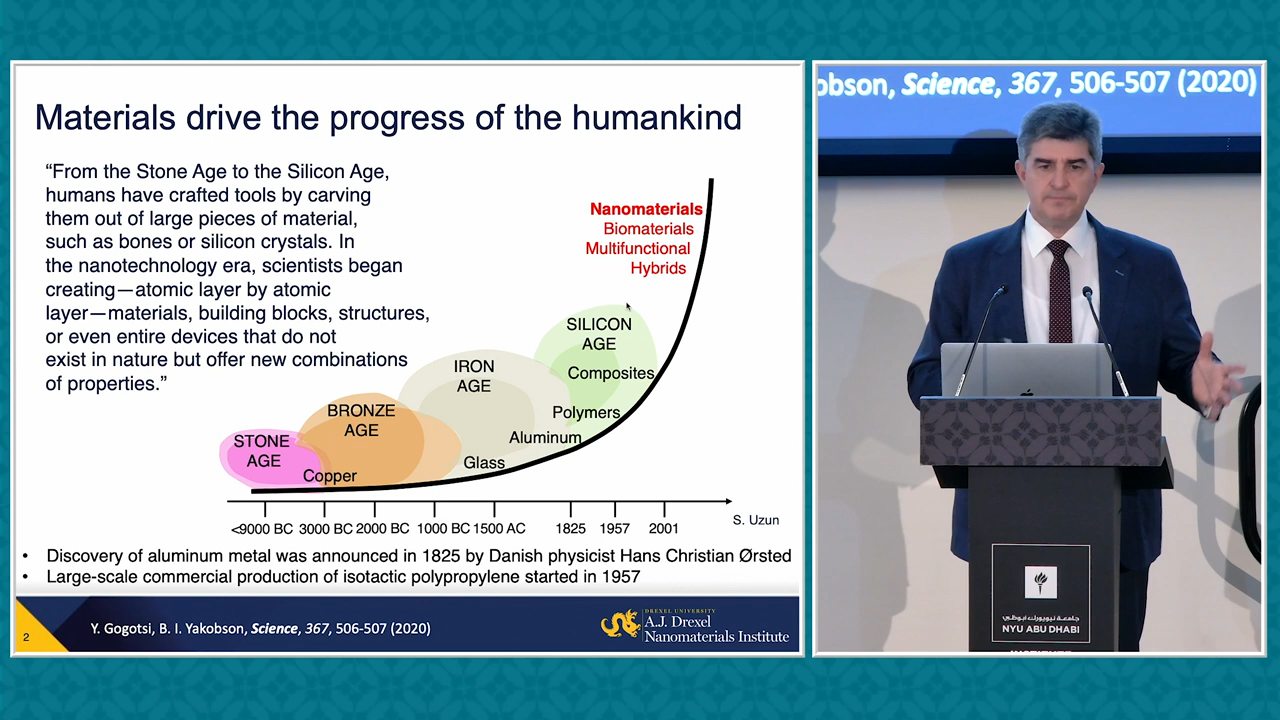 Materials drive the progress of the humankind
“From the Stone Age to the Silicon Age,
humans have crafted tools by carving
them out of large pieces of material,
such as bones or silicon crystals. In
the nanotechnology era, scientists began
creating—atomic layer by atomic
layer—materials, building blocks, structures,
or even entire devices that do not
exist in nature but offer new combinations
of properties.”
Nanomaterials
Biomaterials
Multifunctional
Hybrids
SILICON
AGE
Composites
IRON
AGE
Polymers
BRONZE
AGE
Aluminum
STONE
AGE
Glass
Copper
<9000 BC 3000 BC 2000 BC 1000 BC 1500 AC 1825 1957 2001
S. Uzun
• Discovery of aluminum metal was announced in 1825 by Danish physicist Hans Christian Ørsted
• Large-scale commercial production of isotactic polypropylene started in 1957
2
Y. Gogotsi, B. I. Yakobson, Science, 367, 506-507 (2020)
DREXEL UNIVERSITY
A.J. Drexel
Nanomaterials Institute
obson, Science, 367, 506-507 (2020)
جامعة نيويورك أبوظبي
NYU ABU DHABI
INSTITUTE